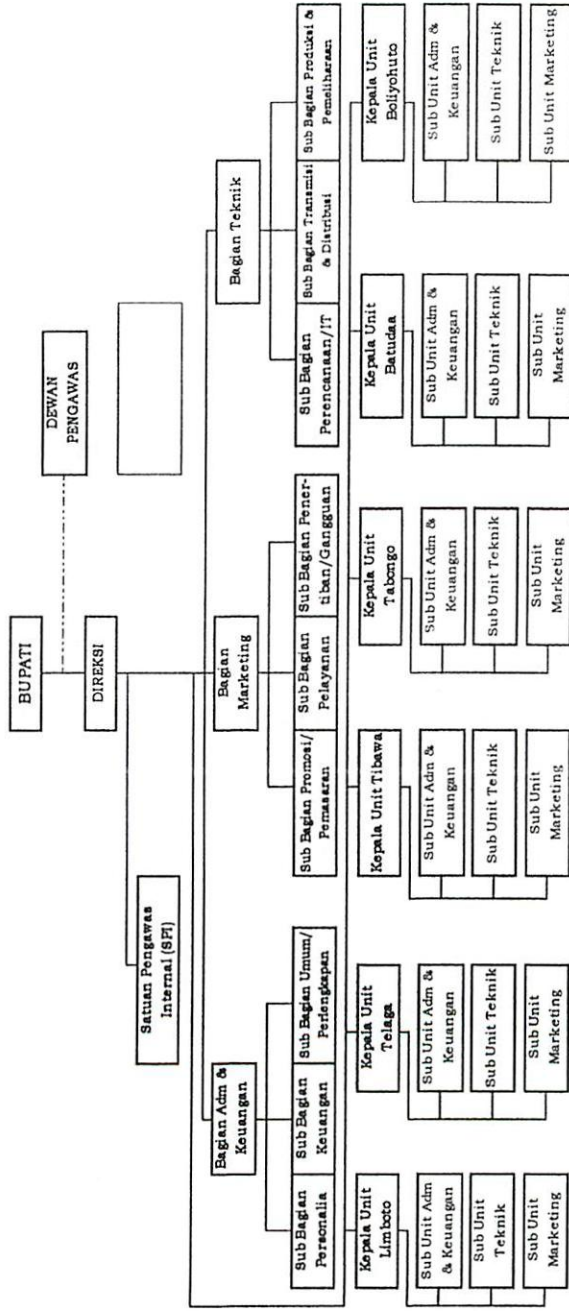 BUPATI
DEWAN
PENGAWAS
DIREKSI
Satuan Pengawas
Internal (SPI)
Bagian Adm &
Keuangan
Bagian
Marketing
Bagian Teknik
Sub Bagian
Personalia
Sub Bagian
Keuangan
Sub Bagian Umum/
Perlengkapan
Sub Bagian Promosi/
Pemasaran
Sub Bagian
Pelayanan
Sub Bagian Pener-
tiban/Gangguan
Sub Bagian
Perencanaan/IT
Sub Bagian Transmisi
& Distribusi
Sub Bagian Produksi &
Pemeliharaan
Kepala Unit
Limboto
Kepala Unit
Telaga
Kepala Unit Tibawa
Kepala Unit
Tabongo
Kepala Unit
Batudaa
Kepala Unit
Boliyohuto
Sub Unit Adm
& Keuangan
Sub Unit Adm &
Keuangan
Sub Unit Adm &
Keuangan
Sub Unit Adm &
Keuangan
Sub Unit Adm &
Keuangan
Sub Unit Adm &
Keuangan
Sub Unit
Teknik
Sub Unit Teknik
Sub Unit Teknik
Sub Unit Teknik
Sub Unit Teknik
Sub Unit Teknik
Sub Unit
Marketing
Sub Unit
Marketing
Sub Unit
Marketing
Sub Unit
Marketing
Sub Unit
Marketing
Sub Unit Marketing